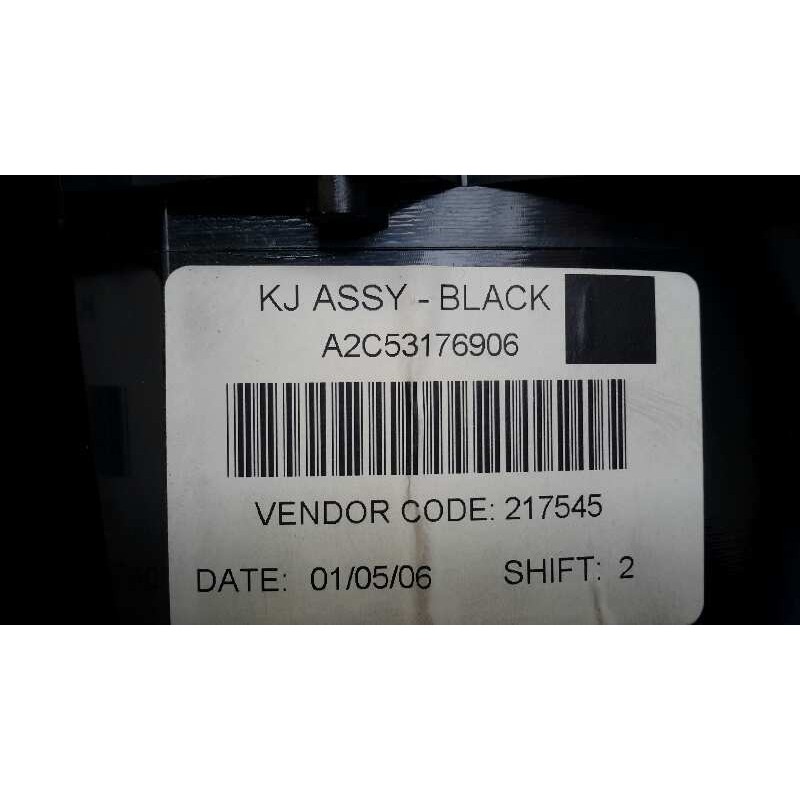 KJ ASSY - BLACK
A2C53176906
VENDOR CODE: 217545
DATE: 01/05/06 SHIFT: 2